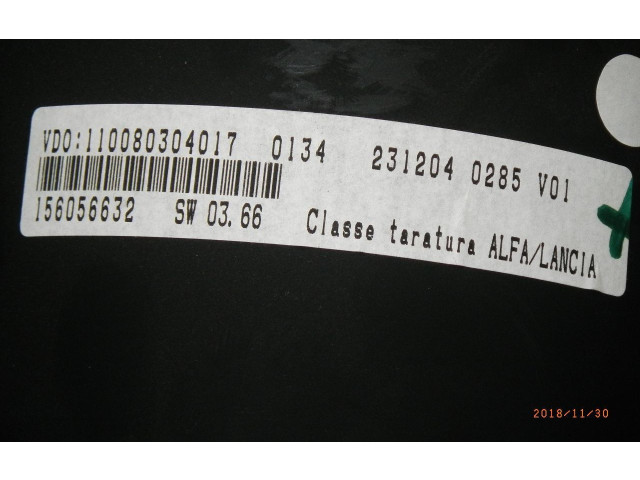 VDO:110080304017 0134 231204 0285 V01
156056632 SW 03.66 Classe taratura ALFA/LANCIA
2018/11/30